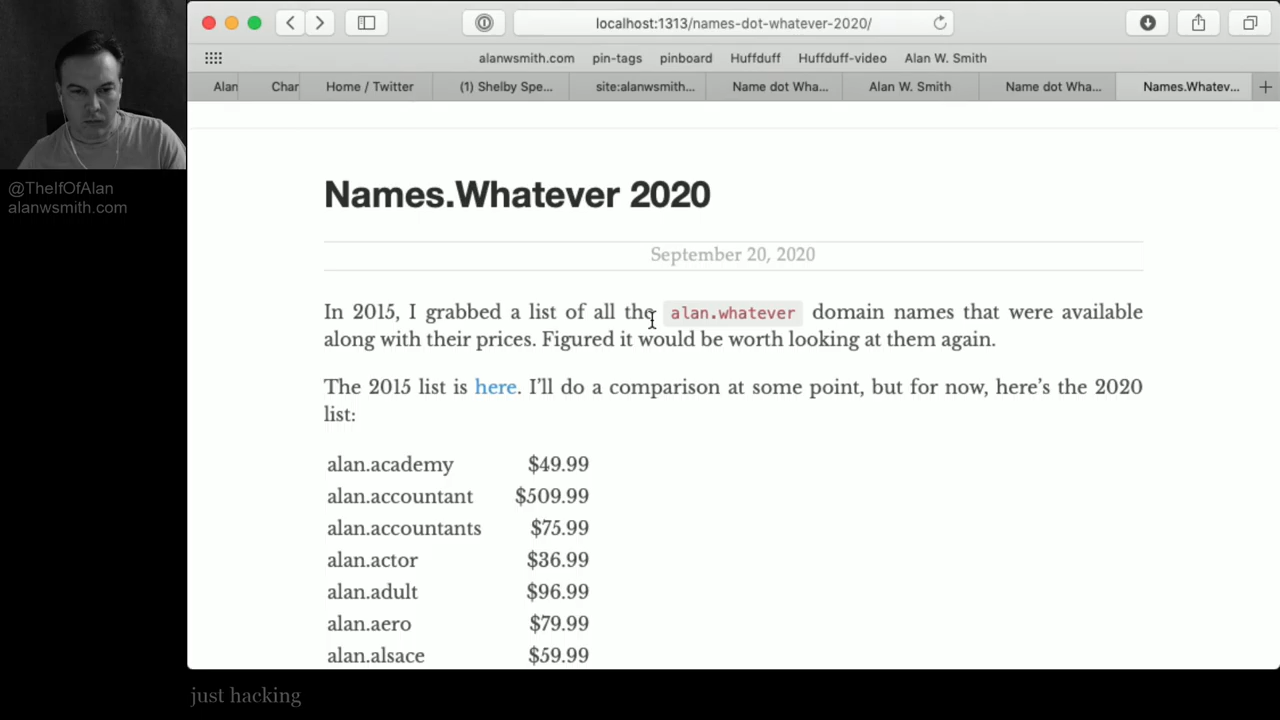 localhost:1313/names-dot-whatever-2020/
alanwsmith.com pin-tags pinboard Huffduff Huffduff-video Alan W. Smith
Alan Char Home / Twitter (1) Shelby Spe... site:alanwsmith... Name dot Wha... Alan W. Smith Name dot Wha... Names.Whatev...
@TheIfOfAlan
alanwsmith.com
Names.Whatever 2020
September 20, 2020
In 2015, I grabbed a list of all the alan.whatever domain names that were available
along with their prices. Figured it would be worth looking at them again.
The 2015 list is here. I'll do a comparison at some point, but for now, here's the 2020
list:
alan.academy $49.99
alan.accountant $509.99
alan.accountants $75.99
alan.actor $36.99
alan.adult $96.99
alan.aero $79.99
alan.alsace $59.99
just hacking